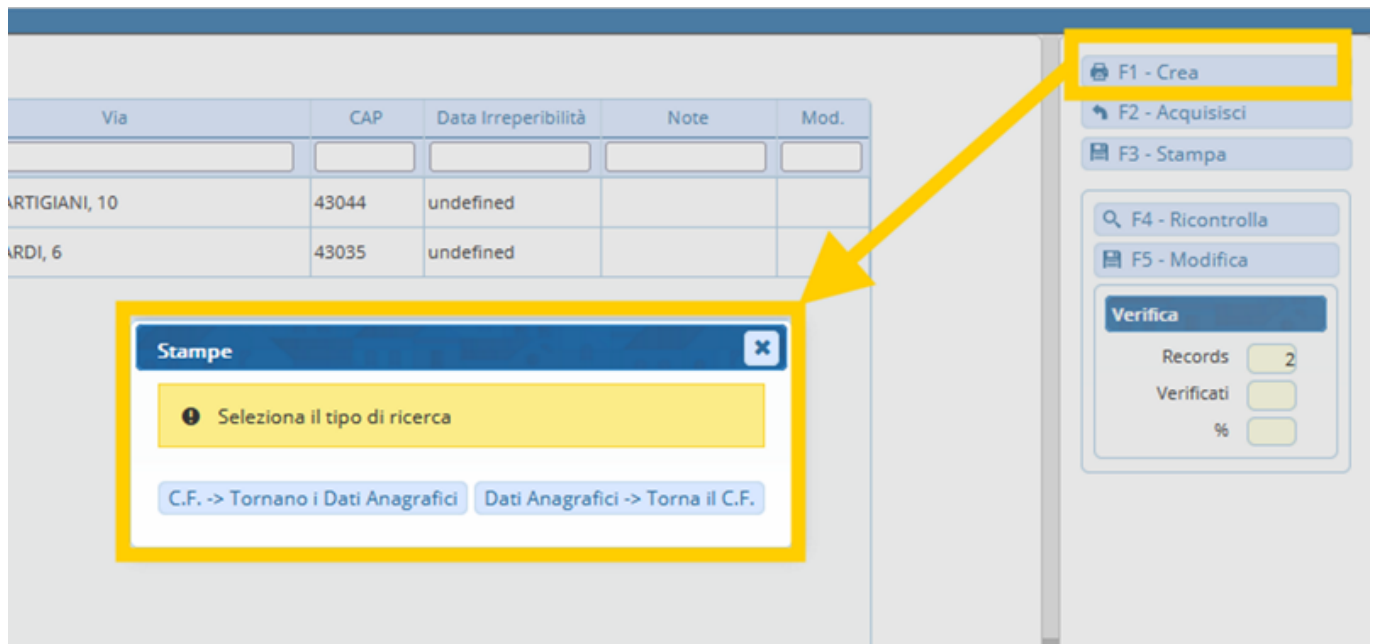 F1 - Crea
F2 - Acquisisci
F3 - Stampa
Via CAP Data Irreperibilità Note Mod.
ARTIGIANI, 10 43044 undefined
ARDI, 6 43035 undefined
F4 - Ricontrolla
F5 - Modifica
Verifica
Records 2
Verificati
%
Stampe
Seleziona il tipo di ricerca
C.F. -> Tornano i Dati Anagrafici Dati Anagrafici -> Torna il C.F.